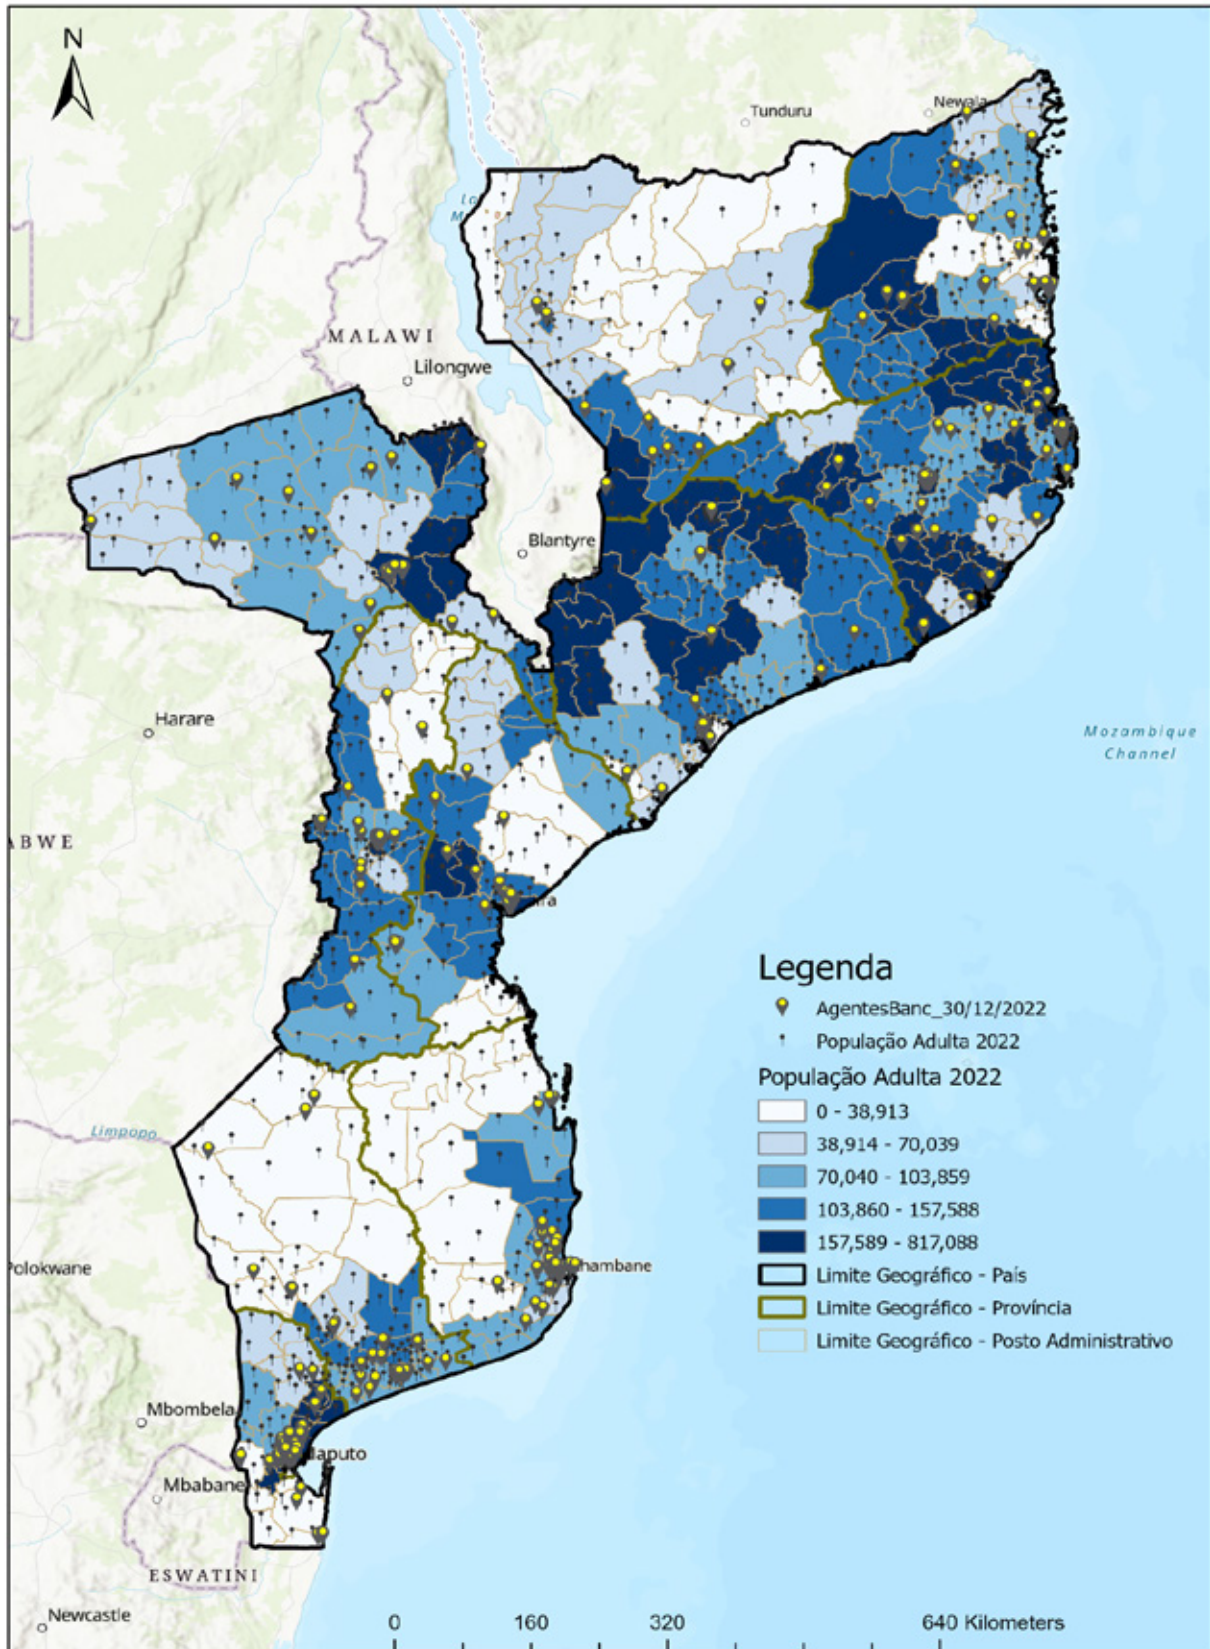 N
Tunduru
Newala
MALAWI
Lilongwe
Blantyre
Harare
Mozambique
Channel
ABWE
Legenda
AgentesBanc_30/12/2022
População Adulta 2022
População Adulta 2022
0 - 38,913
38,914 - 70,039
70,040 - 103,859
103,860 - 157,588
157,589 - 817,088
Limite Geográfico - País
Limite Geográfico - Província
Limite Geográfico - Posto Administrativo
Limpopo
Polokwane
nhambane
Mbombela
Maputo
Mbabane
ESWATINI
Newcastle
0 160 320 640 Kilometers